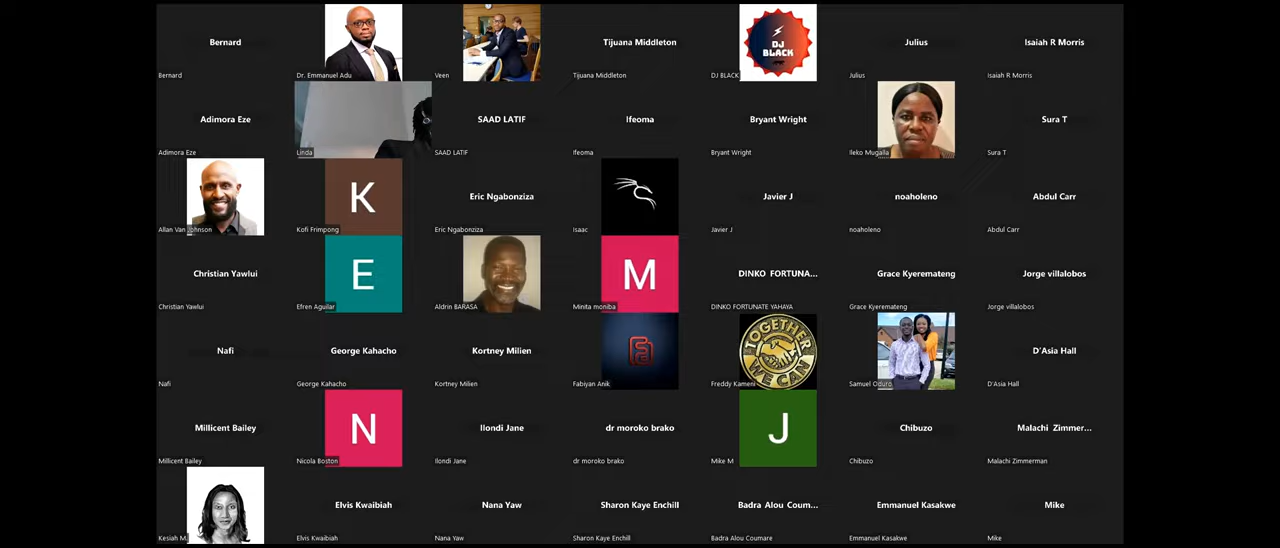 Bernard
Tijuana Middleton
DJ
BLACK
Julius
Isaiah R Morris
Bernard
Dr. Emmanuel Adu
Veen
Tijuana Middleton
DJ BLACK
Julius
Isaiah R Morris
Adimora Eze
SAAD LATIF
Ifeoma
Bryant Wright
Sura T
Adimora Eze
Linda
SAAD LATIF
Ifeoma
Bryant Wright
Ileko Mugalla
Sura T
K
Eric Ngabonziza
Javier J
noaholeno
Abdul Carr
Allan Van Johnson
Kofi Frimpong
Eric Ngabonziza
Isaac
Javier J
noaholeno
Abdul Carr
Christian Yawlui
E
M
DINKO FORTUNA...
Grace Kyeremateng
Jorge villalobos
Christian Yawlui
Efren Aguilar
Aldrin BARASA
Minita moniba
DINKO FORTUNATE YAHAYA
Grace Kyeremateng
Jorge villalobos
Nafi
George Kahacho
Kortney Milien
TOGETHER
WE CAN
D'Asia Hall
Nafi
George Kahacho
Kortney Milien
Fabiyan Anik
Freddy Kameni
Samuel Oduro
D'Asia Hall
Millicent Bailey
N
Ilondi Jane
dr moroko brako
J
Chibuzo
Malachi Zimmer...
Millicent Bailey
Nicola Boston
Ilondi Jane
dr moroko brako
Mike M
Chibuzo
Malachi Zimmerman
Elvis Kwaibiah
Nana Yaw
Sharon Kaye Enchill
Badra Alou Coum...
Emmanuel Kasakwe
Mike
Kesiah M.
Elvis Kwaibiah
Nana Yaw
Sharon Kaye Enchill
Badra Alou Coumare
Emmanuel Kasakwe
Mike